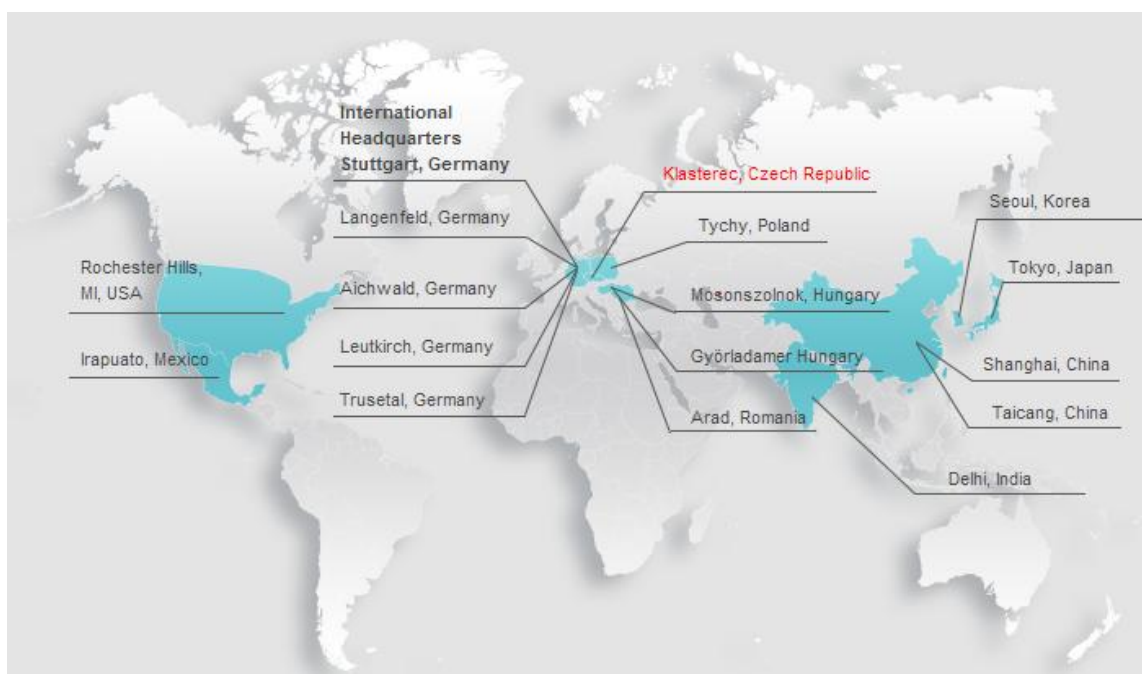 International
Headquarters
Stuttgart, Germany
Klasterec, Czech Republic
Seoul, Korea
Langenfeld, Germany
Tychy, Poland
Rochester Hills,
MI, USA
Tokyo, Japan
Aichwald, Germany
Mosonszolnok, Hungary
Leutkirch, Germany
Györladamer Hungary
Irapuato, Mexico
Shanghai, China
Trusetal, Germany
Arad, Romania
Taicang, China
Delhi, India